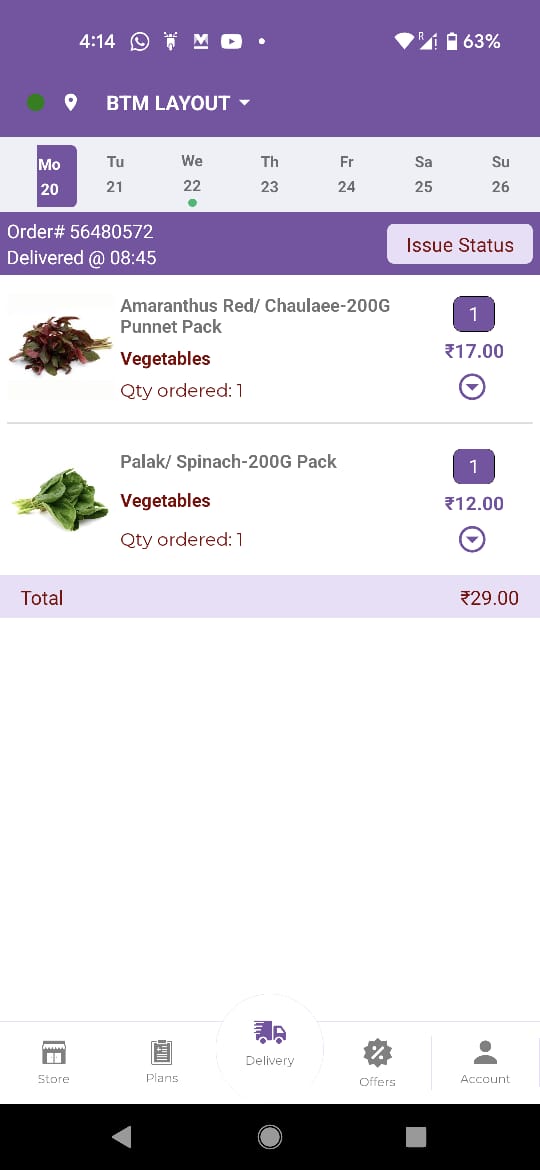 4:14
R
63%
BTM LAYOUT
Mo Tu We Th Fr Sa Su
20 21 22 23 24 25 26
Order# 56480572
Delivered @ 08:45
Issue Status
Amaranthus Red/ Chaulaee-200G
Punnet Pack
1
₹17.00
Vegetables
Qty ordered: 1
Palak/ Spinach-200G Pack
1
₹12.00
Vegetables
Qty ordered: 1
Total ₹29.00
Store Plans Delivery Offers Account